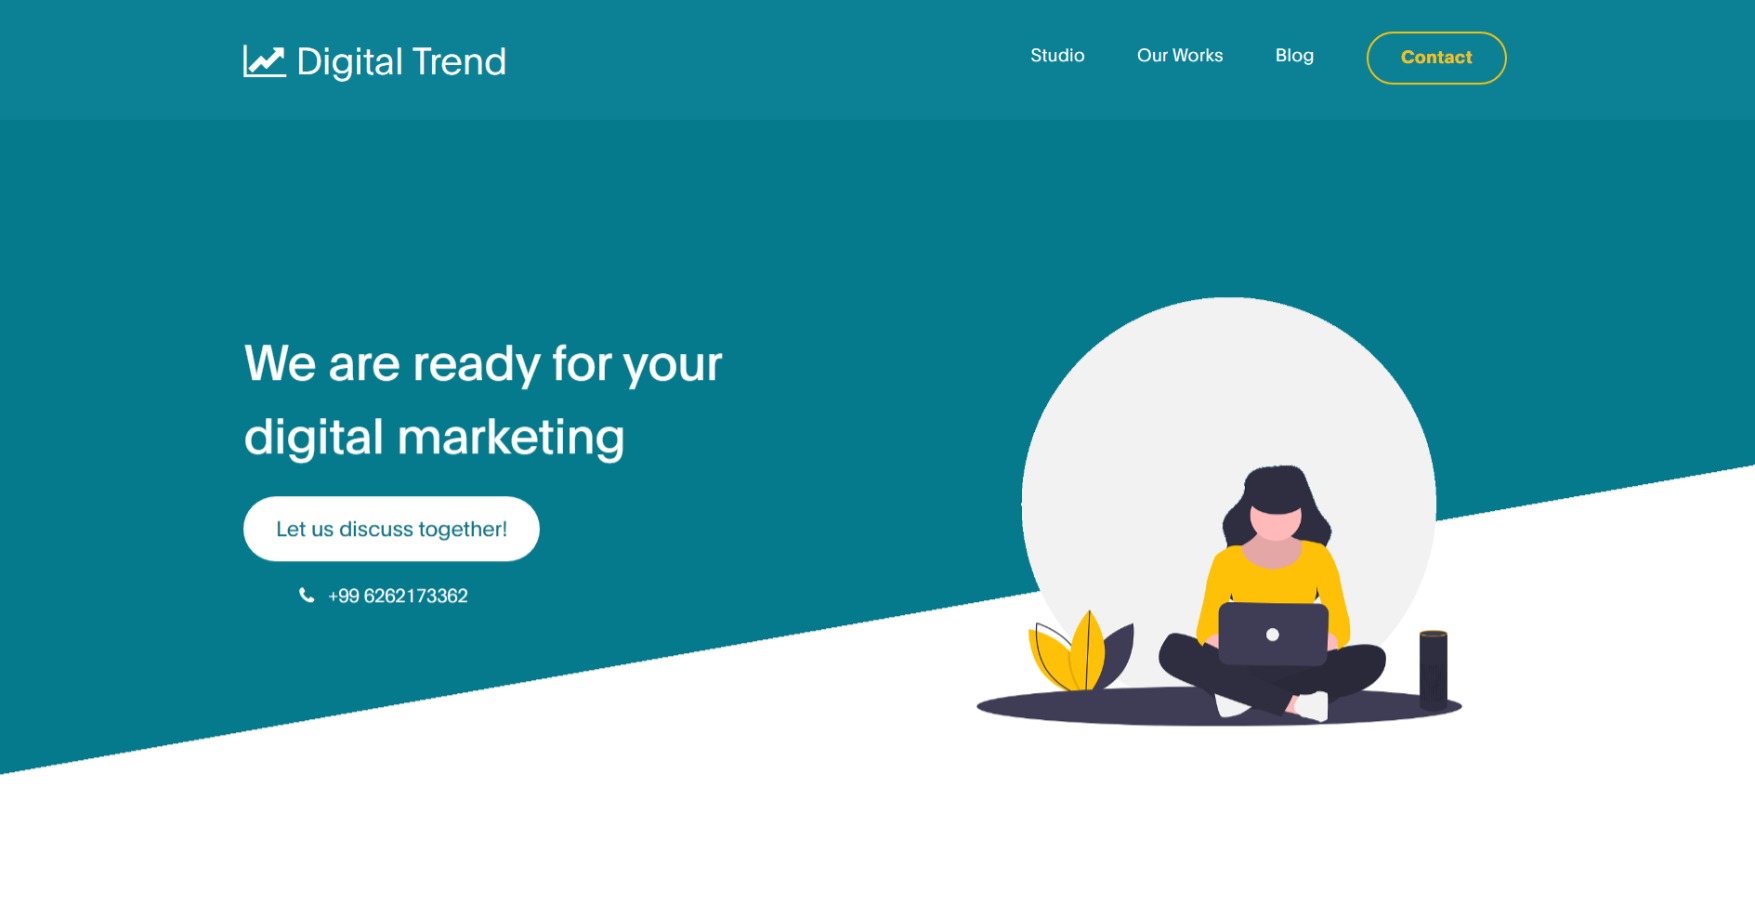 Digital Trend
Studio
Our Works
Blog
Contact
We are ready for your
digital marketing
Let us discuss together!
+99 6262173362